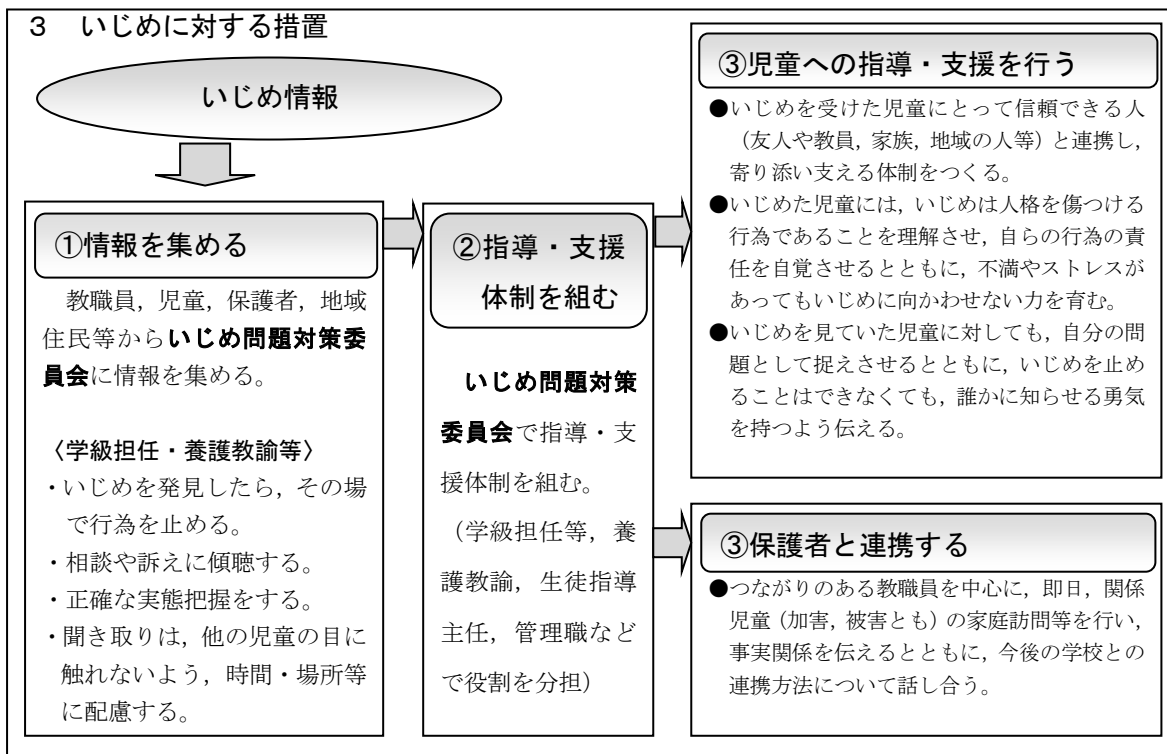 ３　いじめに対する措置
いじめ情報
①情報を集める
教職員，児童，保護者，地域
住民等からいじめ問題対策委
員会に情報を集める。
〈学級担任・養護教諭等〉
・いじめを発見したら，その場
で行為を止める。
・相談や訴えに傾聴する。
・正確な実態把握をする。
・聞き取りは，他の児童の目に
触れないよう，時間・場所等
に配慮する。
②指導・支援
体制を組む
いじめ問題対策
委員会で指導・支
援体制を組む。
（学級担任等，養
護教諭，生徒指導
主任，管理職など
で役割を分担）
③児童への指導・支援を行う
●いじめを受けた児童にとって信頼できる人
（友人や教員，家族，地域の人等）と連携し，
寄り添い支える体制をつくる。
●いじめた児童には，いじめは人格を傷つける
行為であることを理解させ，自らの行為の責
任を自覚させるとともに，不満やストレスが
あってもいじめに向かわせない力を育む。
●いじめを見ていた児童に対しても，自分の問
題として捉えさせるとともに，いじめを止め
ることはできなくても，誰かに知らせる勇気
を持つよう伝える。
③保護者と連携する
●つながりのある教職員を中心に，即日，関係
児童（加害，被害とも）の家庭訪問等を行い，
事実関係を伝えるとともに，今後の学校との
連携方法について話し合う。